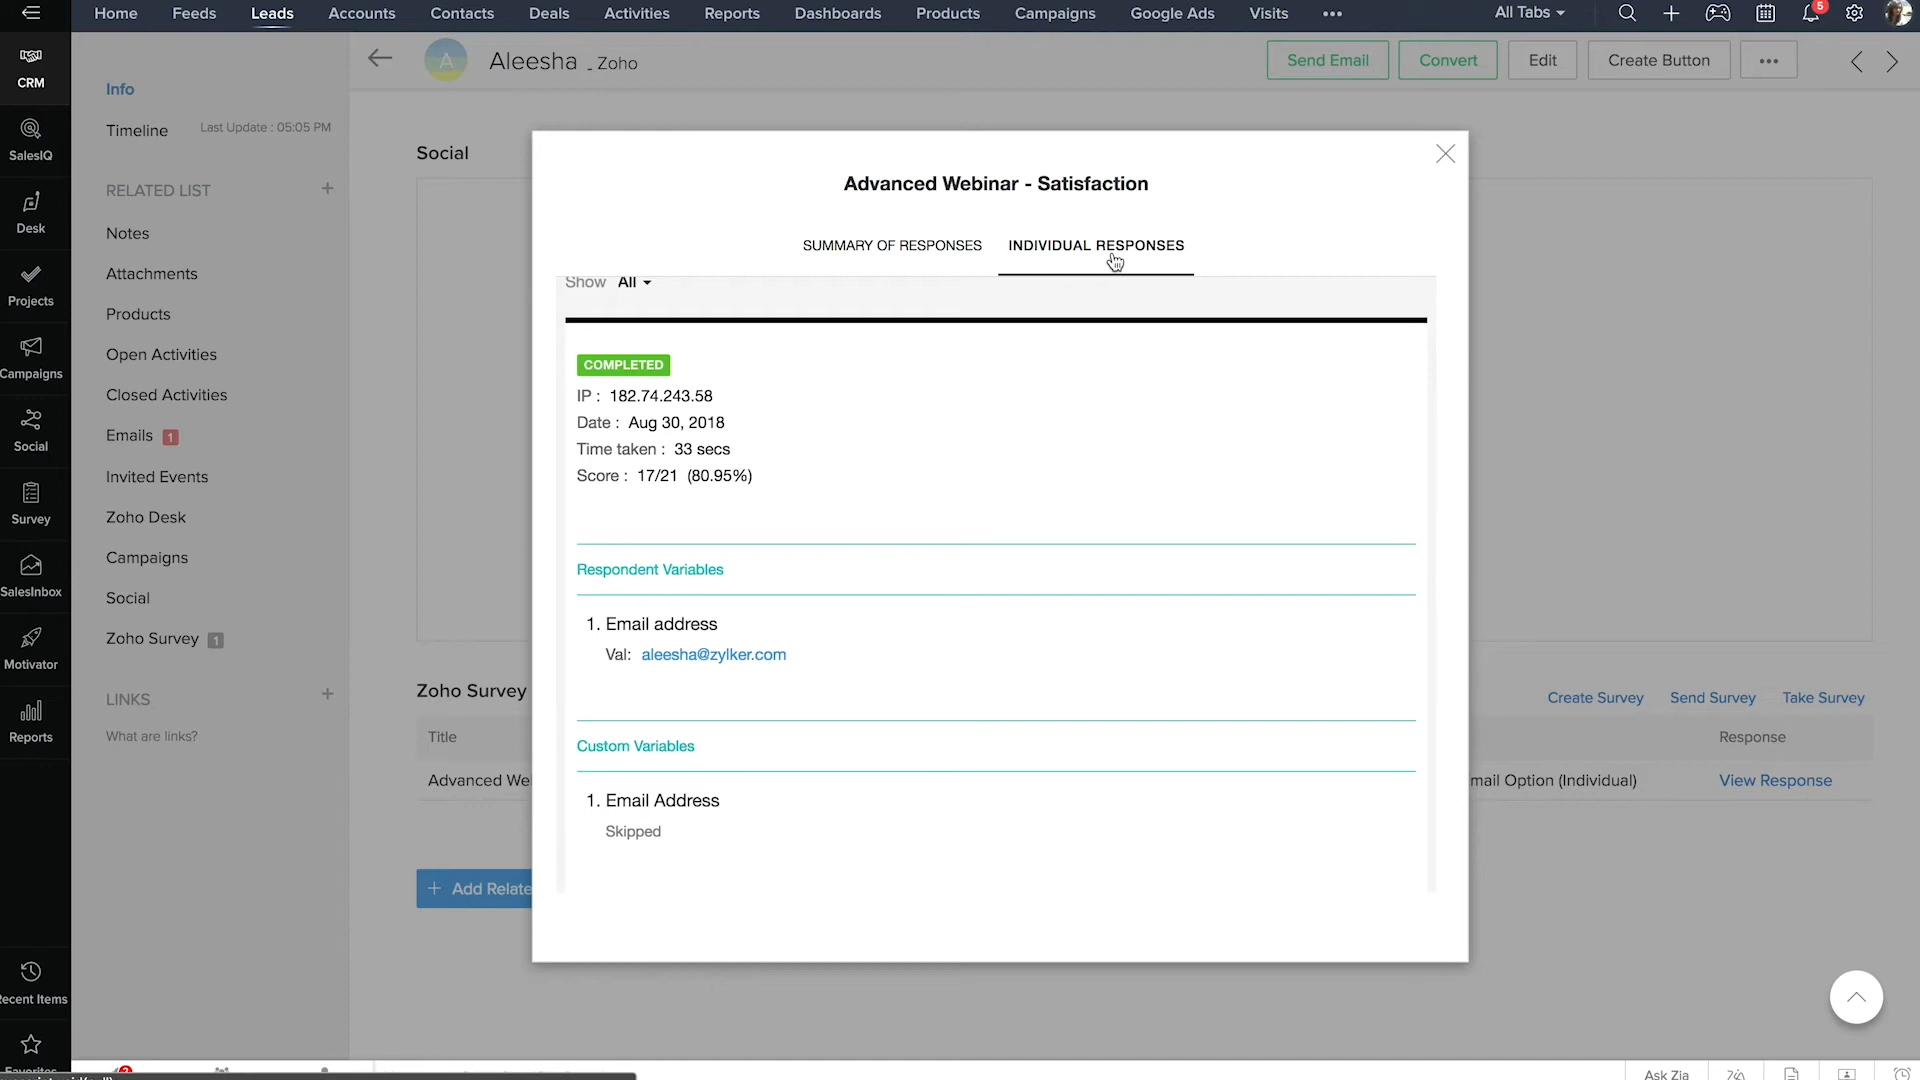 Home Feeds Leads Accounts Contacts Deals Activities Reports Dashboards Products Campaigns Google Ads Visits ••• All Tabs 5
CRM
SalesIQ
Desk
Projects
Campaigns
Social
Survey
SalesInbox
Motivator
Reports
ecent Items
Info
Timeline Last Update : 05:05 PM
RELATED LIST +
Notes
Attachments
Products
Open Activities
Closed Activities
Emails 1
Invited Events
Zoho Desk
Campaigns
Social
Zoho Survey 1
LINKS +
What are links?
A Aleesha - Zoho Send Email Convert Edit Create Button •••
Social
Advanced Webinar - Satisfaction
SUMMARY OF RESPONSES INDIVIDUAL RESPONSES
Show All
COMPLETED
IP : 182.74.243.58
Date : Aug 30, 2018
Time taken : 33 secs
Score : 17/21 (80.95%)
Respondent Variables
1. Email address
Val: aleesha@zylker.com
Custom Variables
1. Email Address
Skipped
Zoho Survey Create Survey Send Survey Take Survey
Title Response
Advanced We mail Option (Individual) View Response
+ Add Relate
Ask Zia